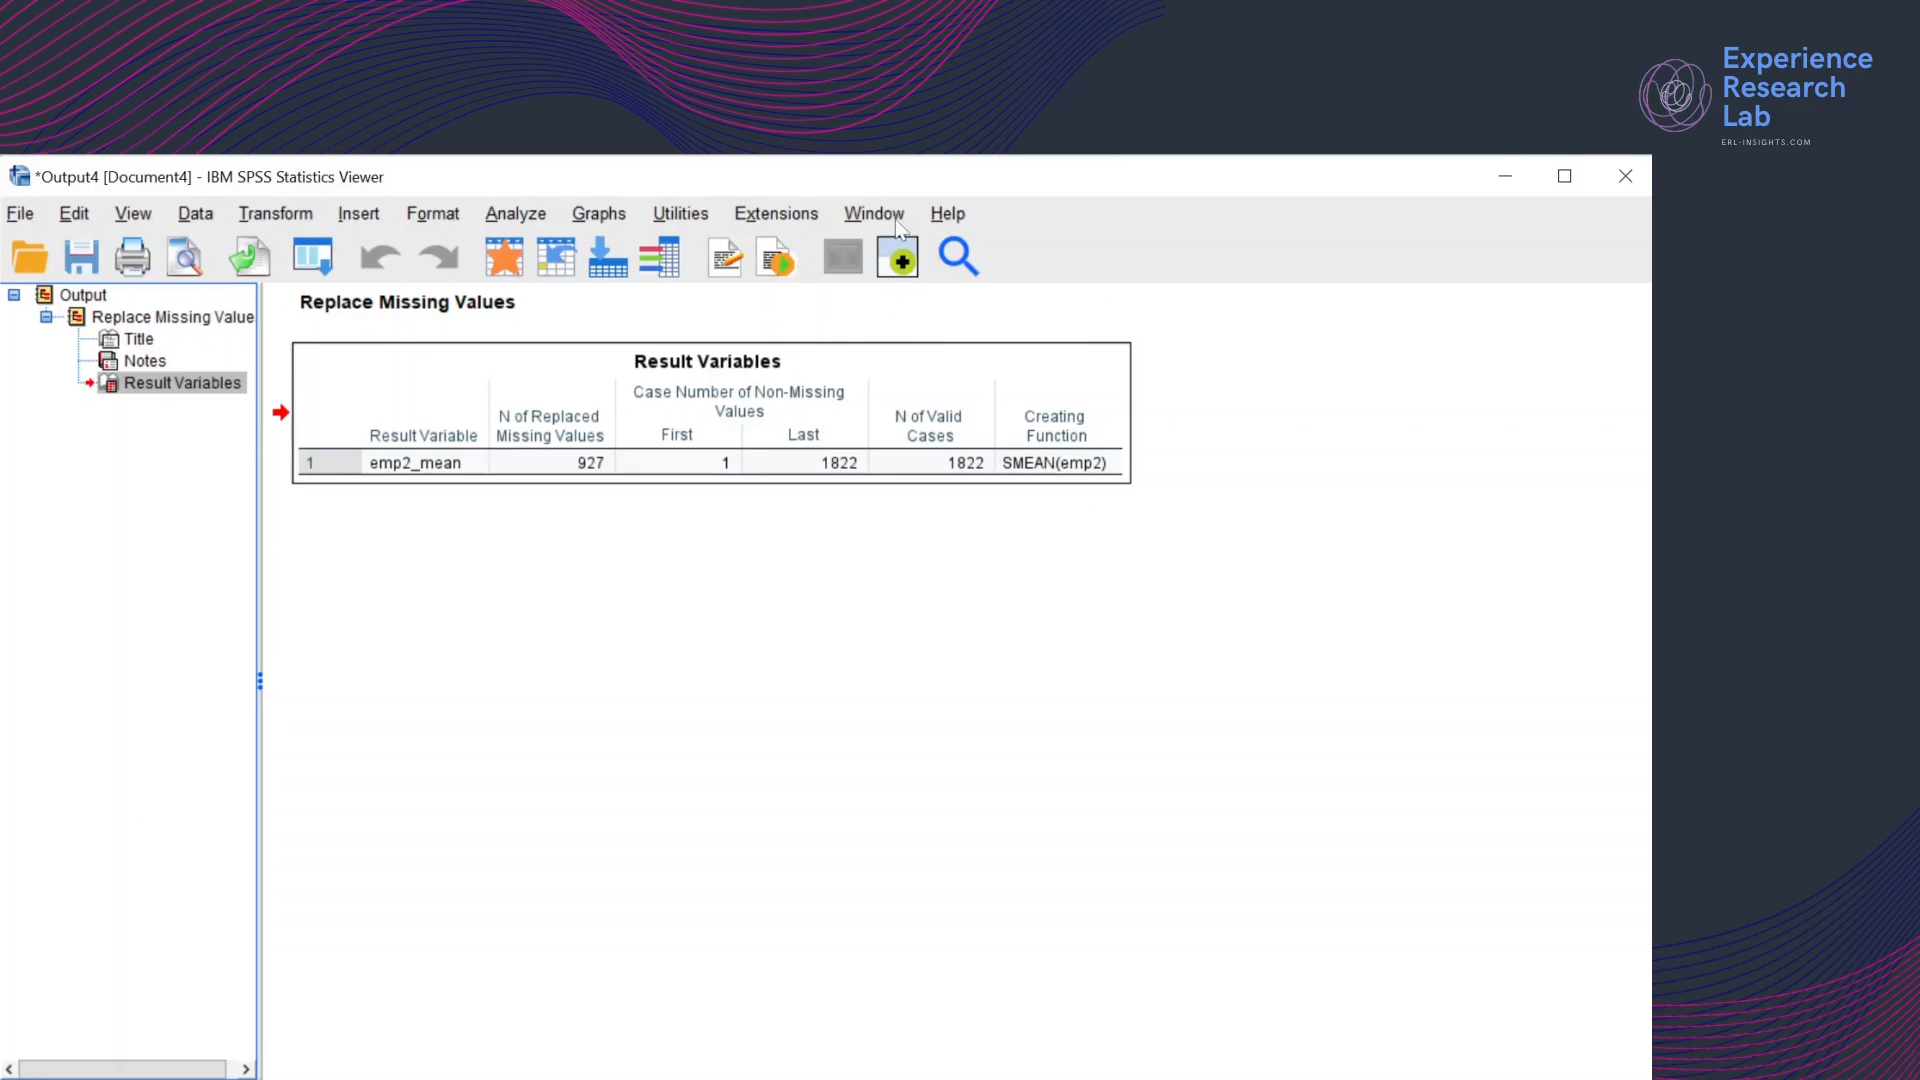 Experience
Research
Lab
ERL-INSIGHTS.COM
*Output4 [Document4] - IBM SPSS Statistics Viewer
File Edit View Data Transform Insert Format Analyze Graphs Utilities Extensions Window Help
Output
Replace Missing Value
Title
Notes
Result Variables
Replace Missing Values
Result Variables
Case Number of Non-Missing
Values
N of Replaced
Missing Values
N of Valid
Cases
Creating
Function
Result Variable
First
Last
1 emp2_mean 927 1 1822 1822 SMEAN(emp2)